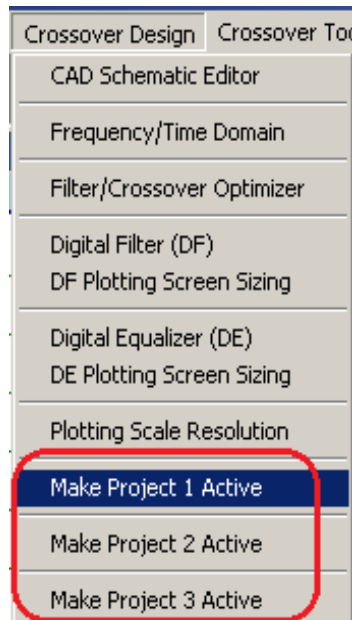 Crossover Design Crossover Too
CAD Schematic Editor
Frequency/Time Domain
Filter/Crossover Optimizer
Digital Filter (DF)
DF Plotting Screen Sizing
Digital Equalizer (DE)
DE Plotting Screen Sizing
Plotting Scale Resolution
Make Project 1 Active
Make Project 2 Active
Make Project 3 Active